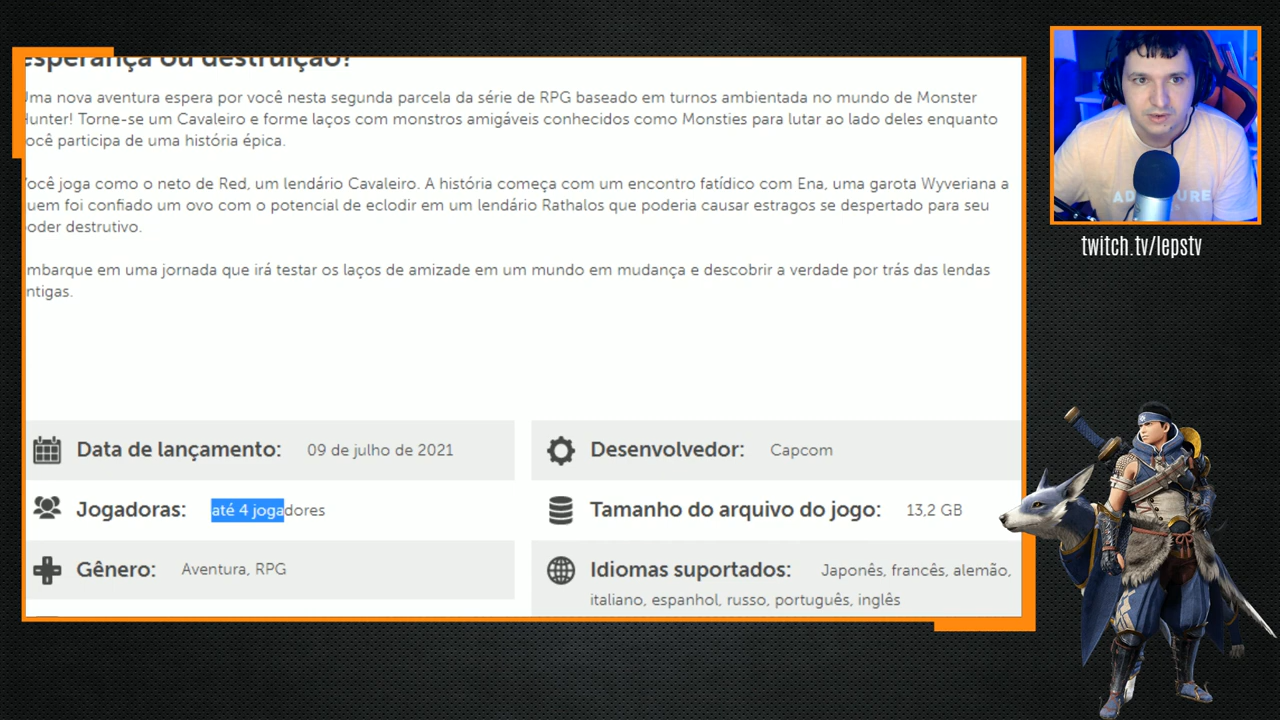 esperança ou destruição?
Uma nova aventura espera por você nesta segunda parcela da série de RPG baseado em turnos ambientada no mundo de Monster
Hunter! Torne-se um Cavaleiro e forme laços com monstros amigáveis conhecidos como Monsties para lutar ao lado deles enquanto
você participa de uma história épica.
Você joga como o neto de Red, um lendário Cavaleiro. A história começa com um encontro fatídico com Ena, uma garota Wyveriana a
quem foi confiado um ovo com o potencial de eclodir em um lendário Rathalos que poderia causar estragos se despertado para seu
poder destrutivo.
mbarque em uma jornada que irá testar os laços de amizade em um mundo em mudança e descobrir a verdade por trás das lendas
ntigas.
Data de lançamento: 09 de julho de 2021
Desenvolvedor: Capcom
Jogadoras: até 4 jogadores
Tamanho do arquivo do jogo: 13,2 GB
Gênero: Aventura, RPG
Idiomas suportados: Japonês, francês, alemão,
italiano, espanhol, russo, português, inglês
twitch.tv/lepstv